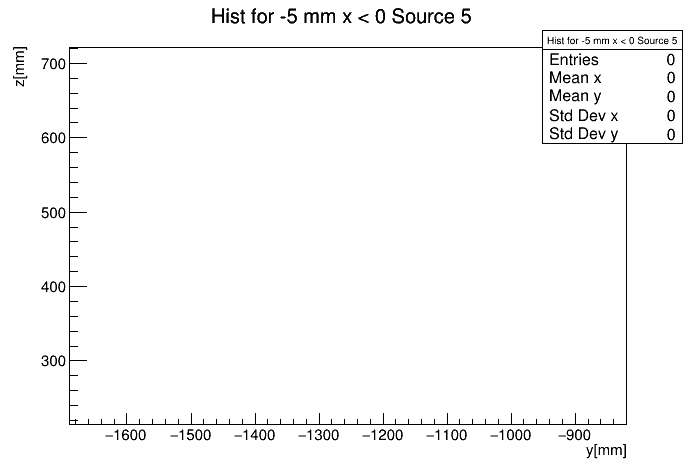 Hist for -5 mm x < 0 Source 5
Hist for -5 mm x < 0 Source 5
Entries 0
Mean x 0
Mean y 0
Std Dev x 0
Std Dev y 0
z[mm]
700
600
500
400
300
−1600 −1500 −1400 −1300 −1200 −1100 −1000 −900
y[mm]